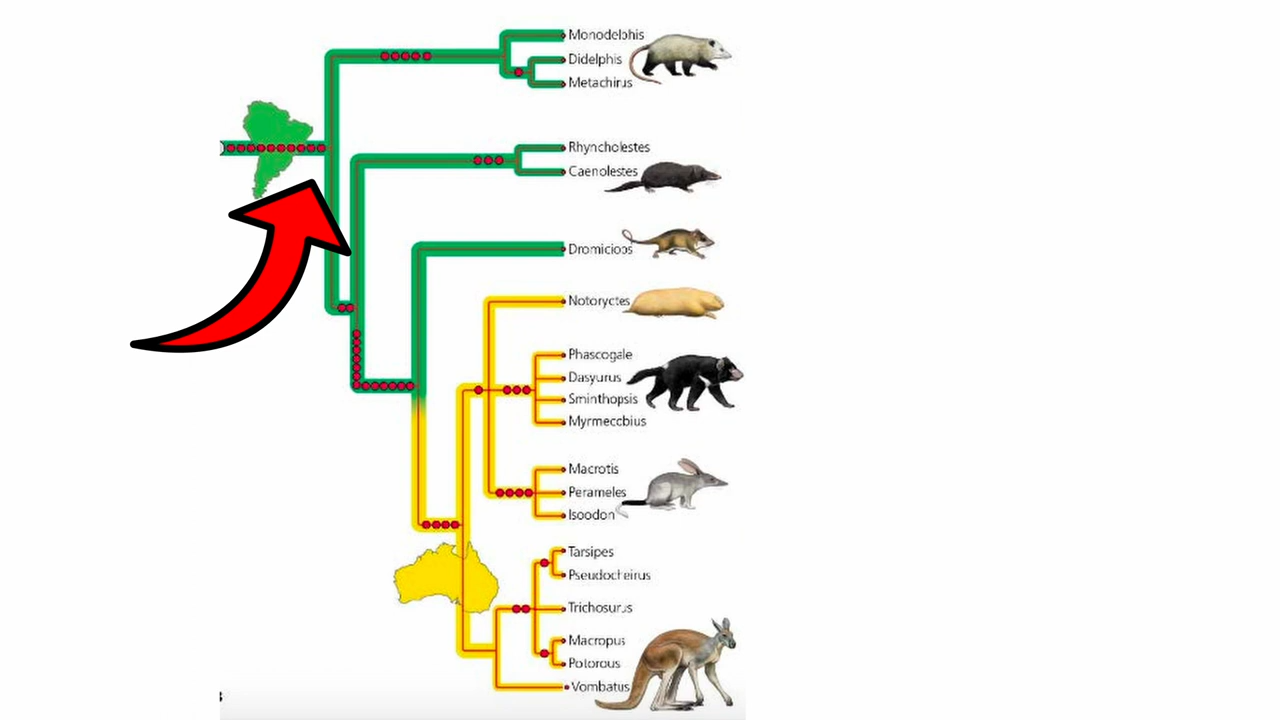 Monodelphis
Didelphis
Metachirus
Rhyncholestes
Caenolestes
Dromiciops
Notoryctes
Phascogale
Dasyurus
Sminthopsis
Myrmecobius
Macrotis
Perameles
Isoodon
Tarsipes
Pseudocheirus
Trichosurus
Macropus
Potorous
Vombatus